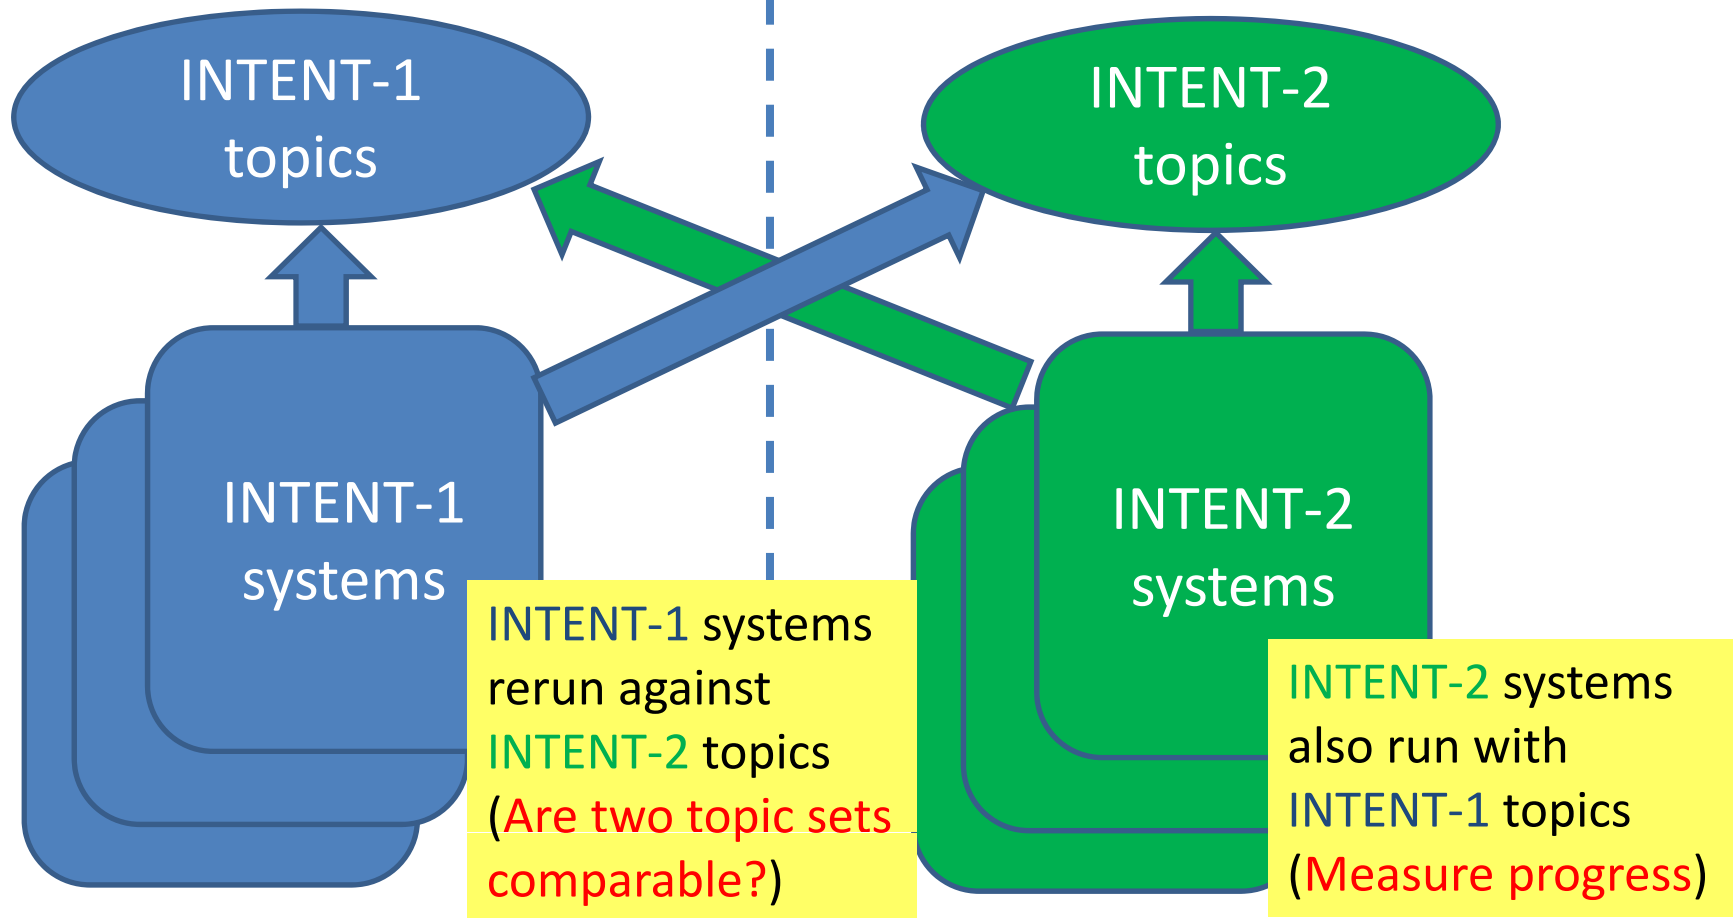 INTENT-1
topics
INTENT-2
topics
INTENT-1
systems
INTENT-2
systems
INTENT-1 systems
rerun against
INTENT-2 topics
(Are two topic sets
comparable?)
INTENT-2 systems
also run with
INTENT-1 topics
(Measure progress)